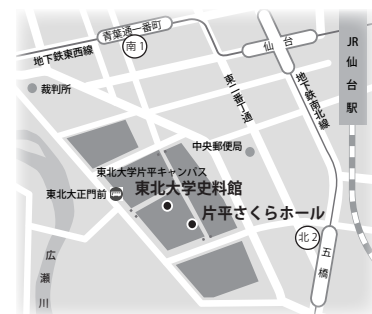 青葉通一番町
南1
地下鉄東西線
仙台
JR仙台駅
裁判所
東二番丁通
地下鉄南北線
中央郵便局
東北大学片平キャンパス
東北大正門前
東北大学史料館
片平さくらホール
北2
五橋
広瀬川